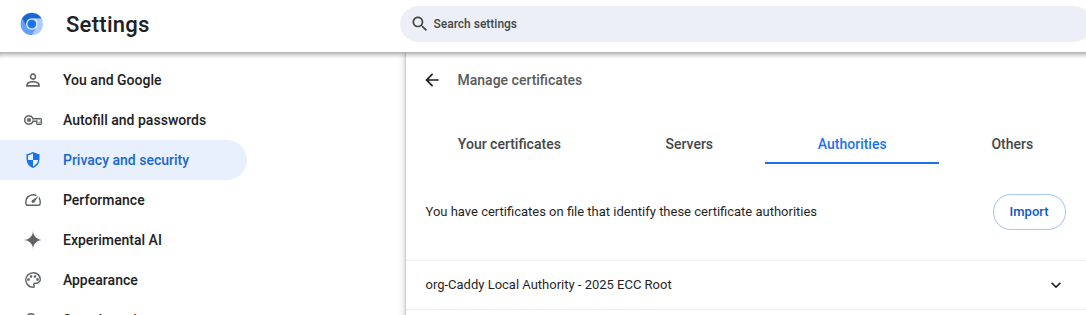 Settings
Search settings
You and Google
Autofill and passwords
Privacy and security
Performance
Experimental AI
Appearance
Manage certificates
Your certificates
Servers
Authorities
Others
You have certificates on file that identify these certificate authorities
Import
org-Caddy Local Authority - 2025 ECC Root